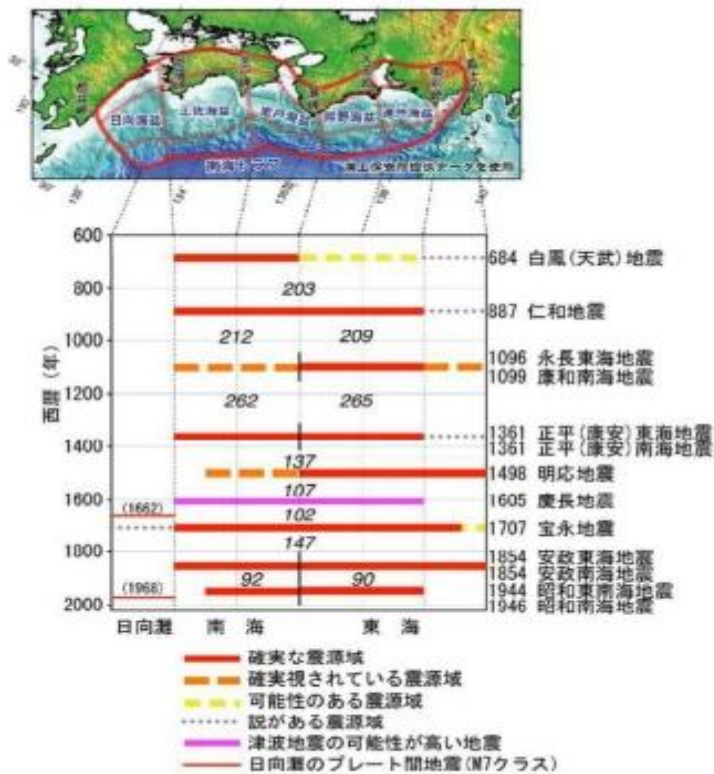 日向海盆 土佐海盆 室戸海盆 熊野海盆 遠州海盆
南海トラフ
海上保安庁提供データを使用
西暦(年)
600
800
1000
1200
1400
1600
1800
2000
203
212 209
262 265
137
107
102
147
92 90
(1662)
(1968)
684 白鳳(天武)地震
887 仁和地震
1096 永長東海地震
1099 康和南海地震
1361 正平(康安)東海地震
1361 正平(康安)南海地震
1498 明応地震
1605 慶長地震
1707 宝永地震
1854 安政東海地震
1854 安政南海地震
1944 昭和東南海地震
1946 昭和南海地震
日向灘 南海 東海
確実な震源域
確実視されている震源域
可能性のある震源域
説がある震源域
津波地震の可能性が高い地震
日向灘のプレート間地震(M7クラス)